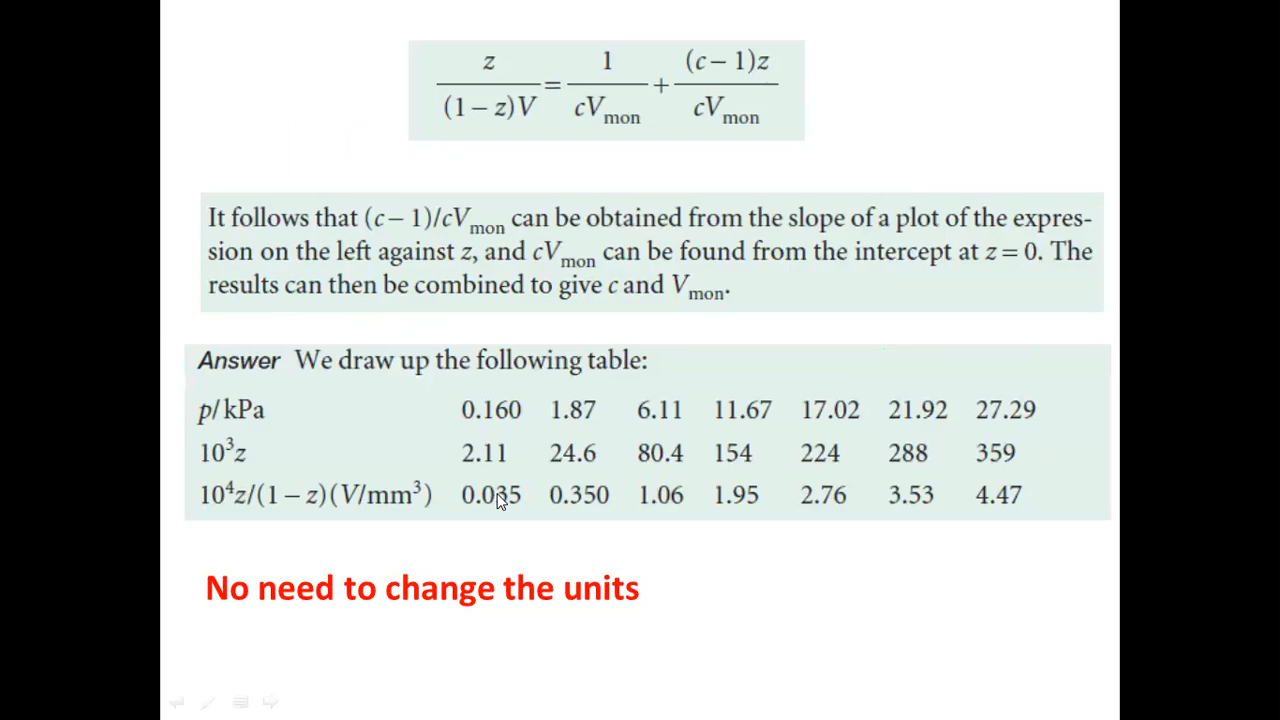 z/(1 − z)V = 1/cVmon + (c − 1)z/cVmon
It follows that (c − 1)/cVmon can be obtained from the slope of a plot of the expres-
sion on the left against z, and cVmon can be found from the intercept at z = 0. The
results can then be combined to give c and Vmon.
Answer We draw up the following table:
p/kPa 0.160 1.87 6.11 11.67 17.02 21.92 27.29
10³z 2.11 24.6 80.4 154 224 288 359
10⁴z/(1 − z)(V/mm³) 0.035 0.350 1.06 1.95 2.76 3.53 4.47
No need to change the units